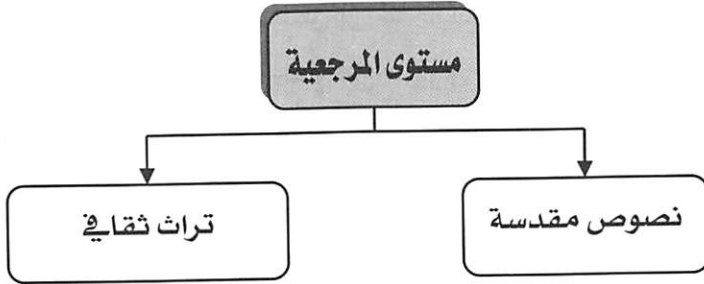 مستوى المرجعية
نصوص مقدسة
تراث ثقافي